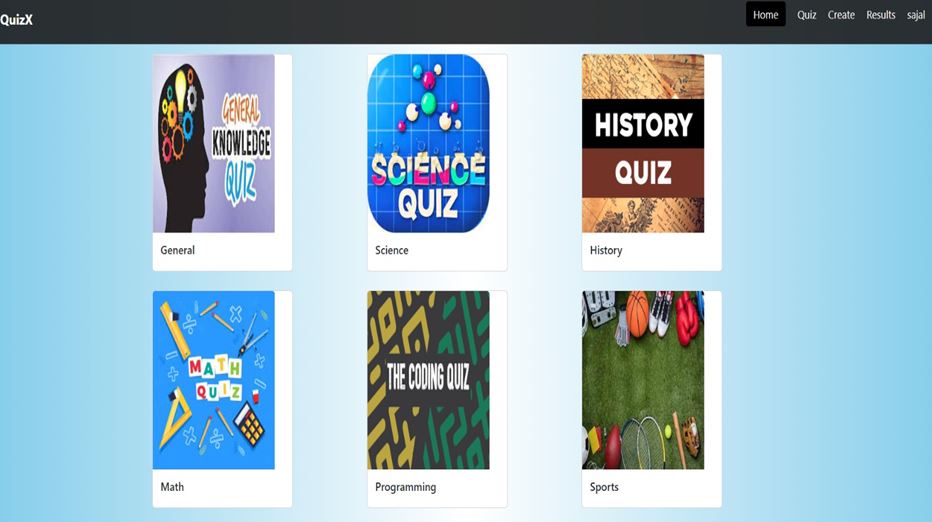 QuizX
Home Quiz Create Results sajal
GENERAL
KNOWLEDGE
QUIZ
SCIENCE
QUIZ
HISTORY
QUIZ
General
Science
History
MATH
QUIZ
THE CODING QUIZ
Math
Programming
Sports